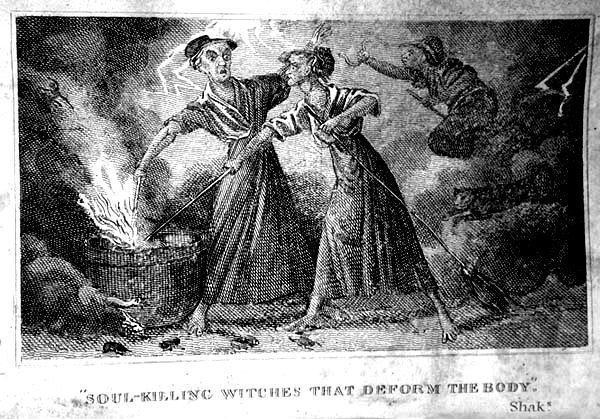 "SOUL-KILLING WITCHES THAT DEFORM THE BODY."
Shak.ˢ